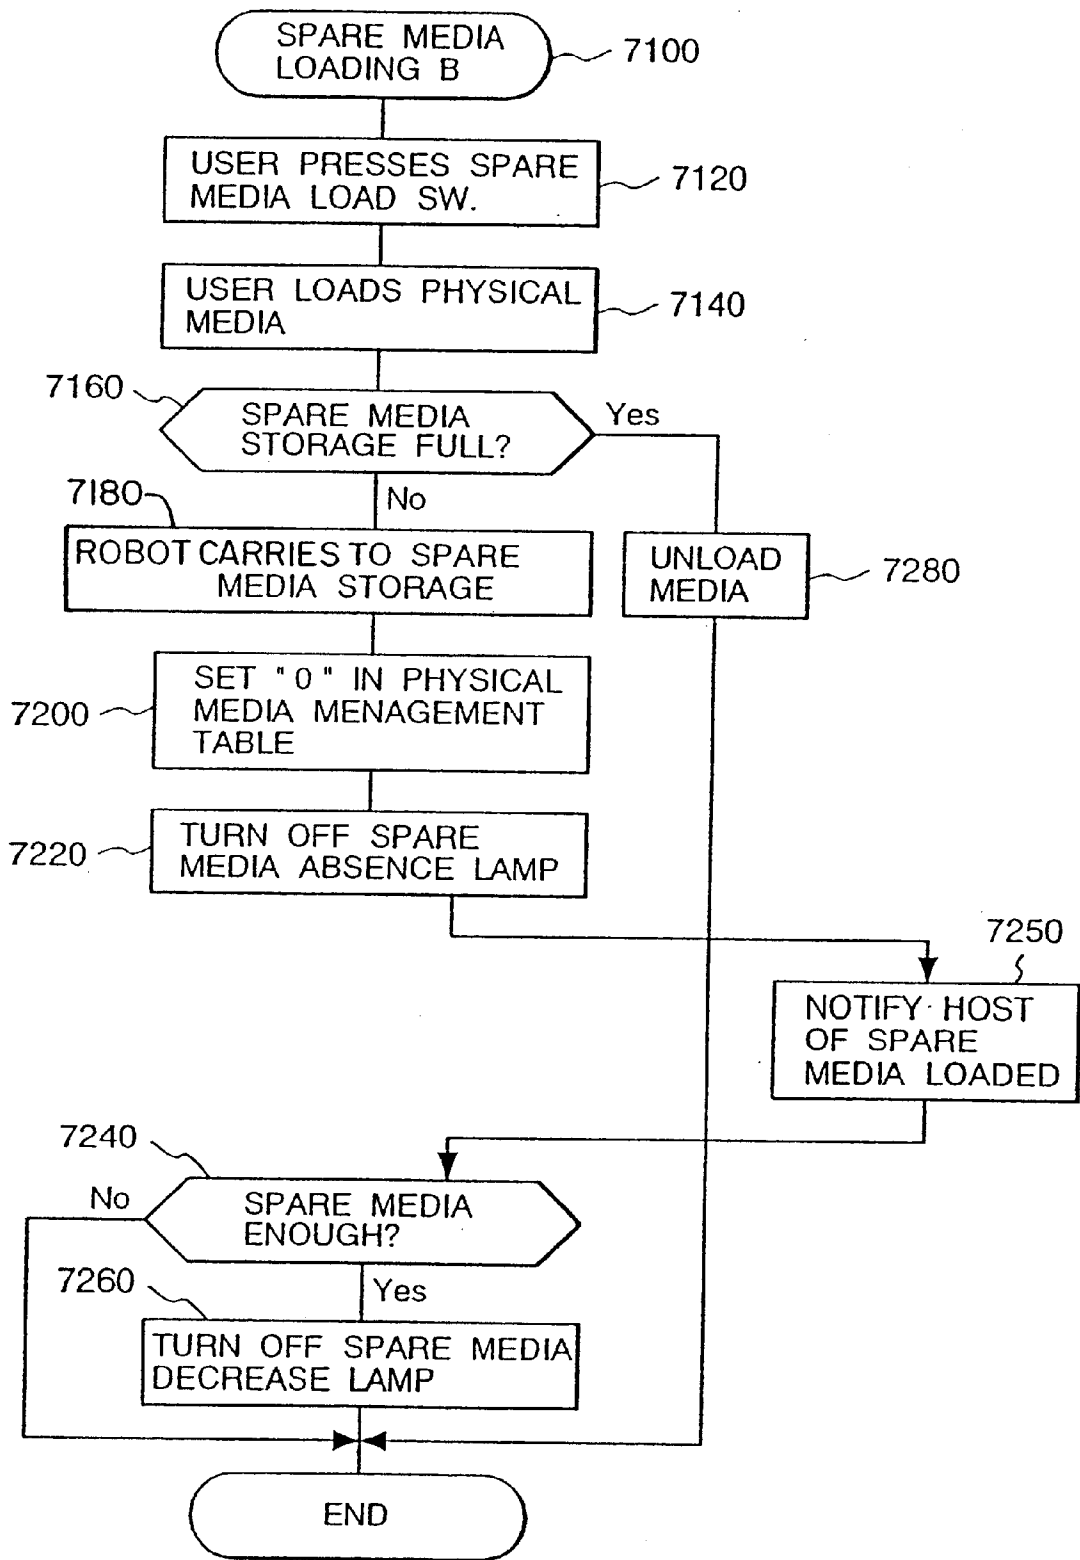 SPARE MEDIA
LOADING B
7100
USER PRESSES SPARE
MEDIA LOAD SW.
7120
USER LOADS PHYSICAL
MEDIA
7140
7160
SPARE MEDIA
STORAGE FULL?
Yes
No
7180
ROBOT CARRIES TO SPARE
MEDIA STORAGE
UNLOAD
MEDIA
7280
SET "0" IN PHYSICAL
MEDIA MENAGEMENT
TABLE
7200
TURN OFF SPARE
MEDIA ABSENCE LAMP
7220
7250
NOTIFY HOST
OF SPARE
MEDIA LOADED
7240
No
SPARE MEDIA
ENOUGH?
Yes
7260
TURN OFF SPARE MEDIA
DECREASE LAMP
END